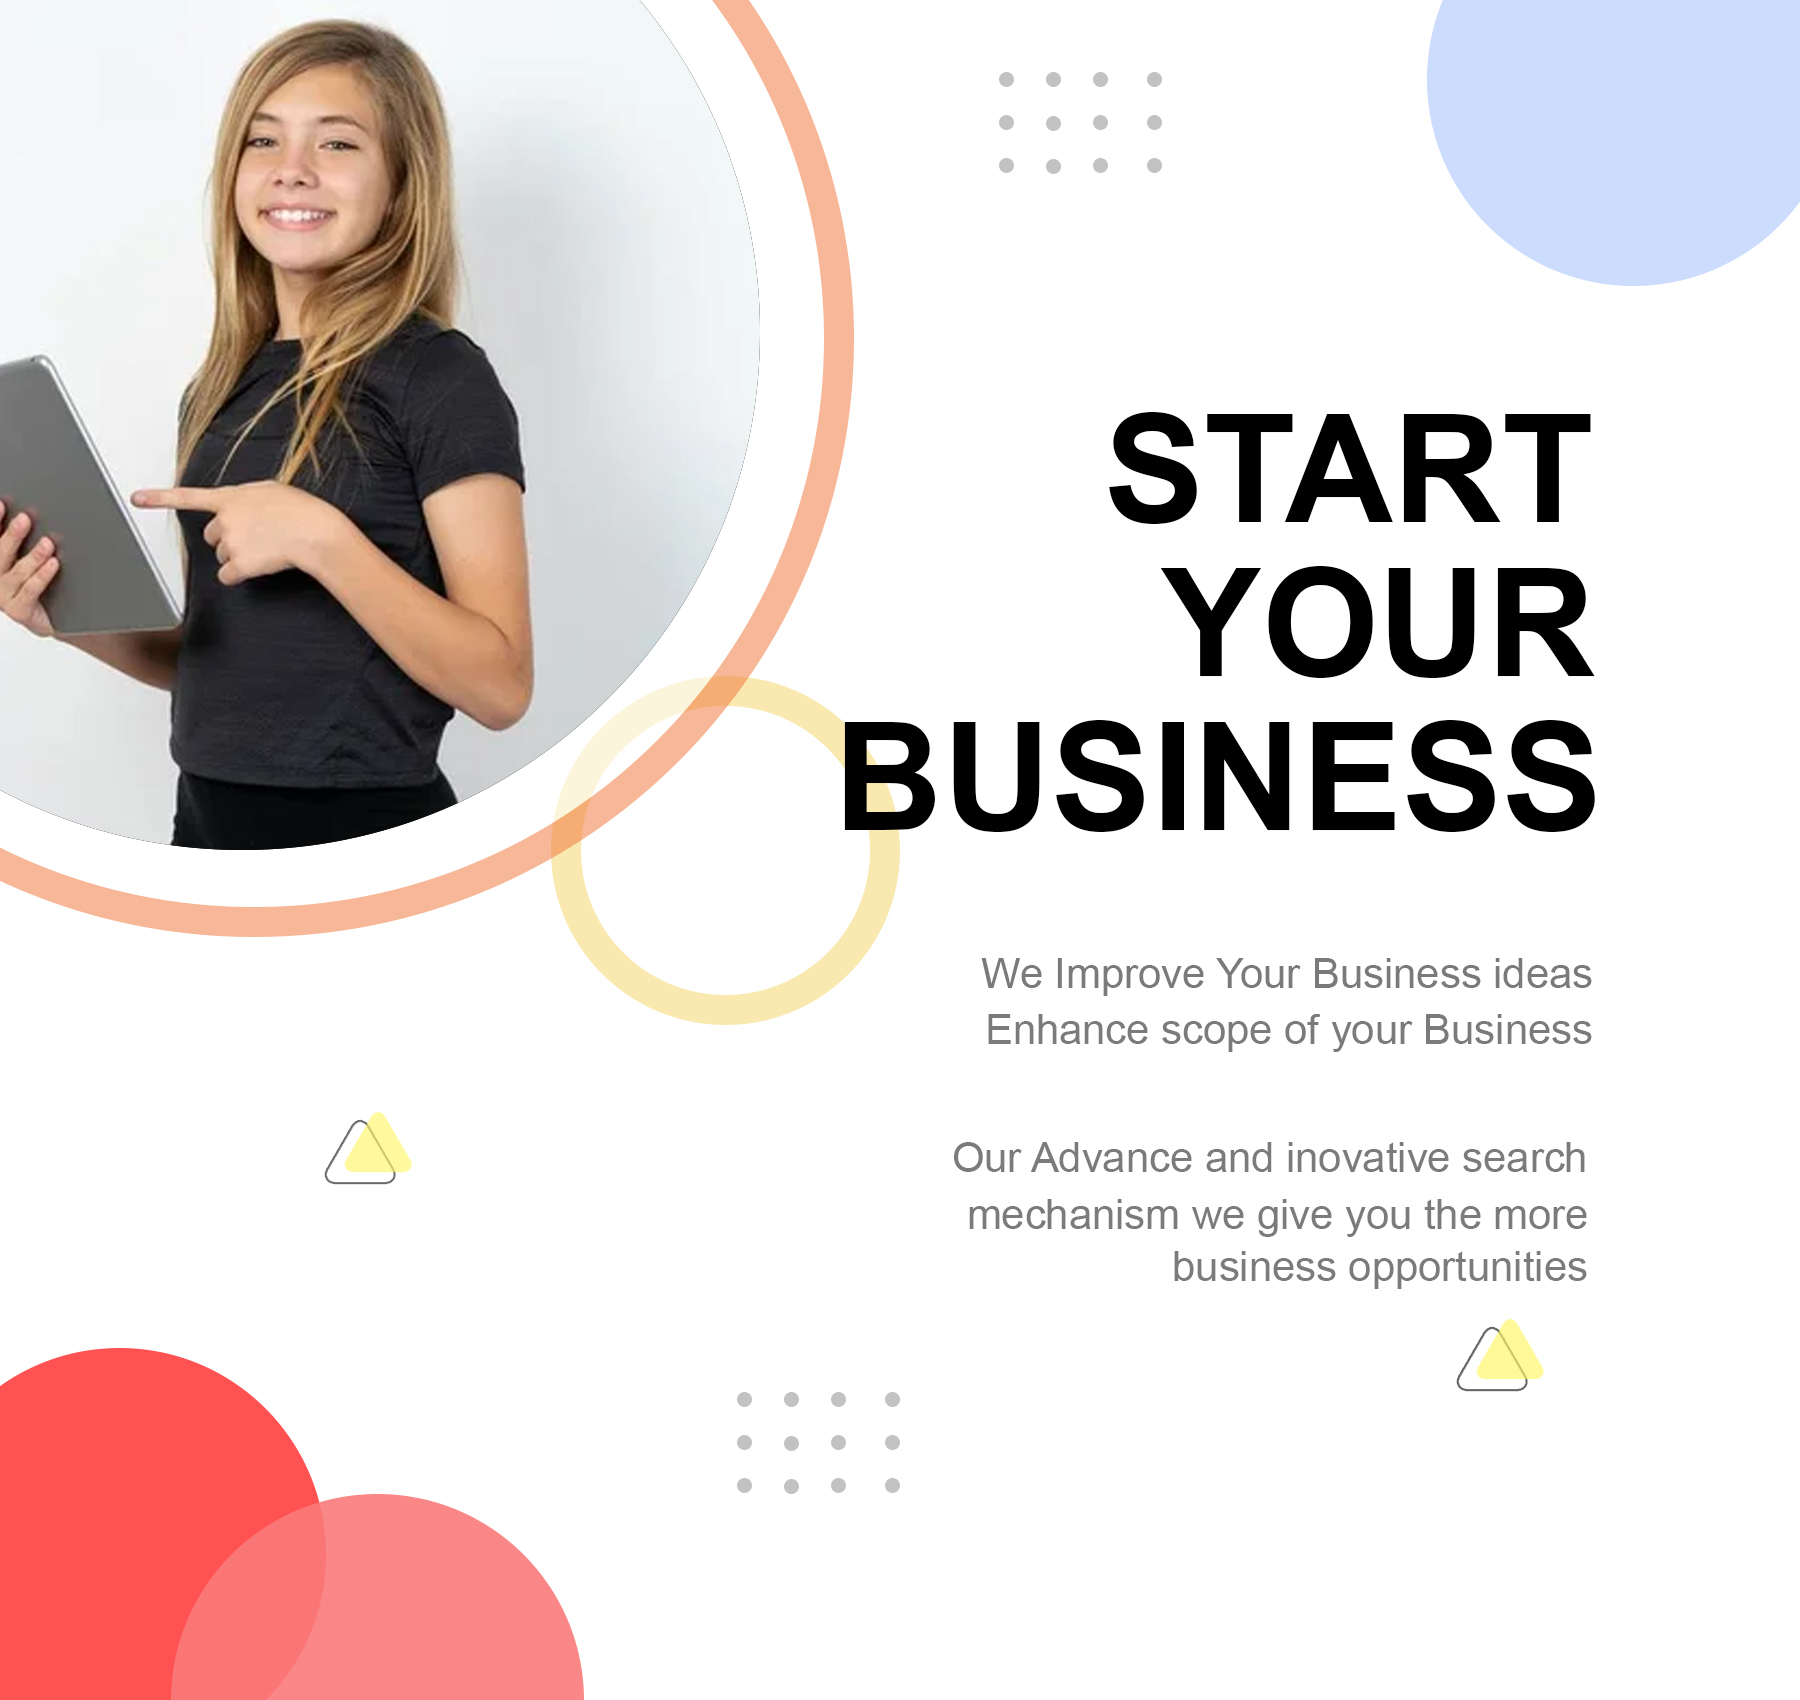 START
YOUR
BUSINESS
We Improve Your Business ideas
Enhance scope of your Business
Our Advance and inovative search
mechanism we give you the more
business opportunities